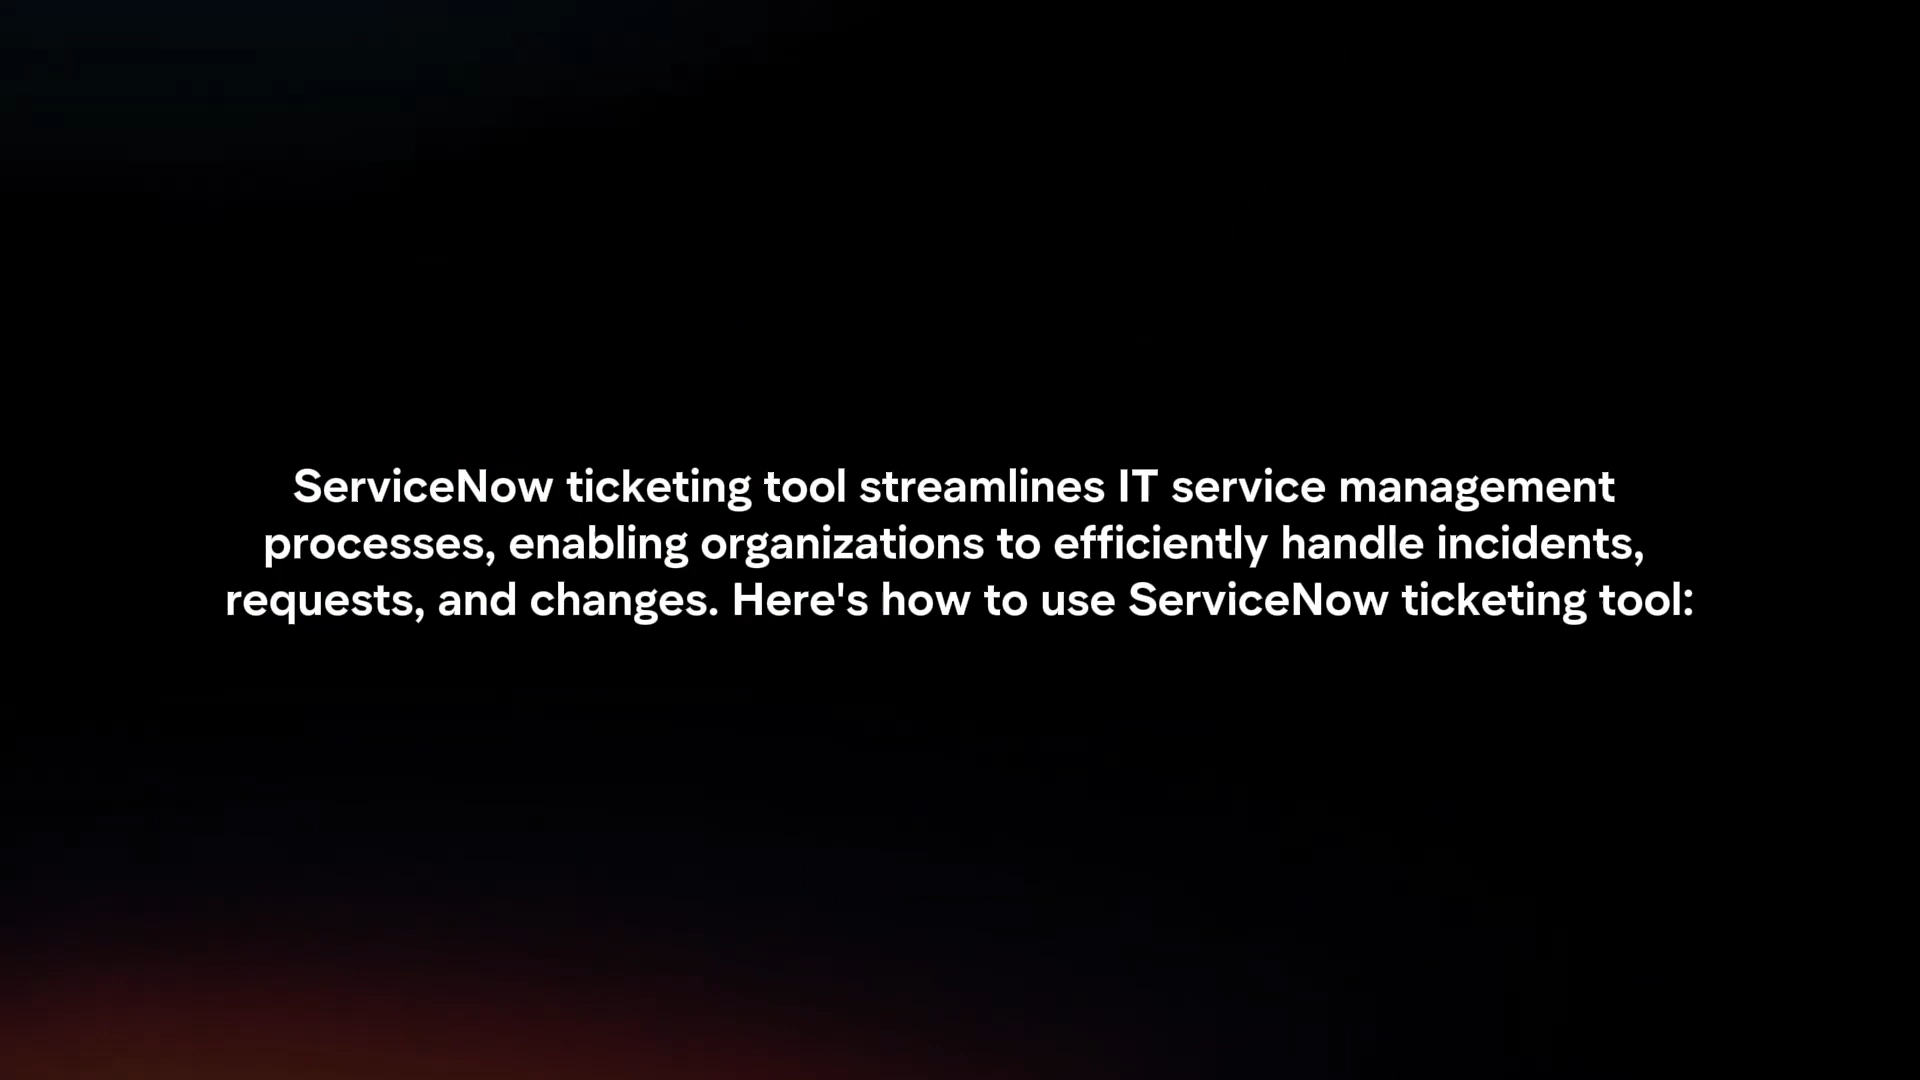 ServiceNow ticketing tool streamlines IT service management
processes, enabling organizations to efficiently handle incidents,
requests, and changes. Here's how to use ServiceNow ticketing tool: